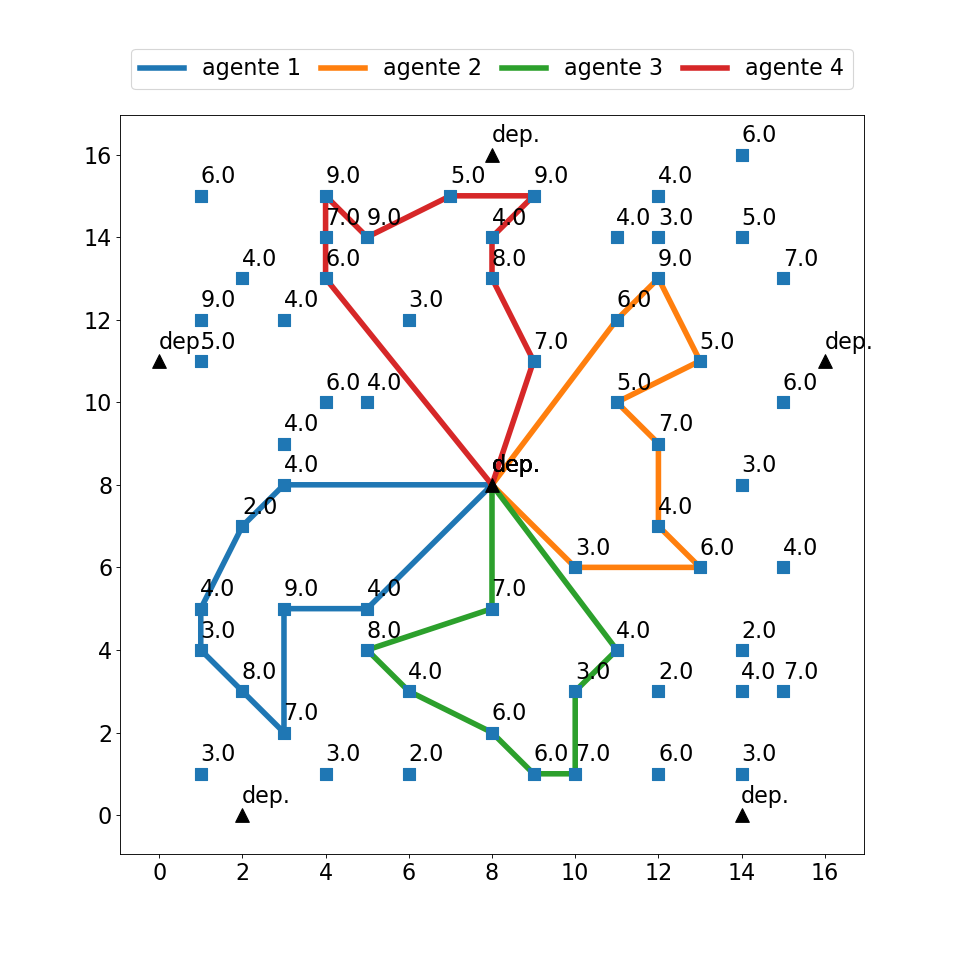 agente 1 agente 2 agente 3 agente 4
dep. 6.0
16
6.0 9.0 5.0 9.0 4.0
7.0 9.0 4.0 4.0 3.0 5.0
14
4.0 6.0 8.0 9.0 7.0
9.0 4.0 3.0 6.0
12
dep. 5.0 7.0 5.0 dep.
6.0 4.0 5.0 6.0
10
4.0 7.0
4.0 dep. 3.0
8
2.0 4.0
3.0 6.0 4.0
6
4.0 9.0 4.0 7.0
3.0 8.0 4.0 2.0
4
8.0 4.0 3.0 2.0 4.0 7.0
7.0 6.0
2
3.0 3.0 2.0 6.0 7.0 6.0 3.0
dep. dep.
0
0 2 4 6 8 10 12 14 16